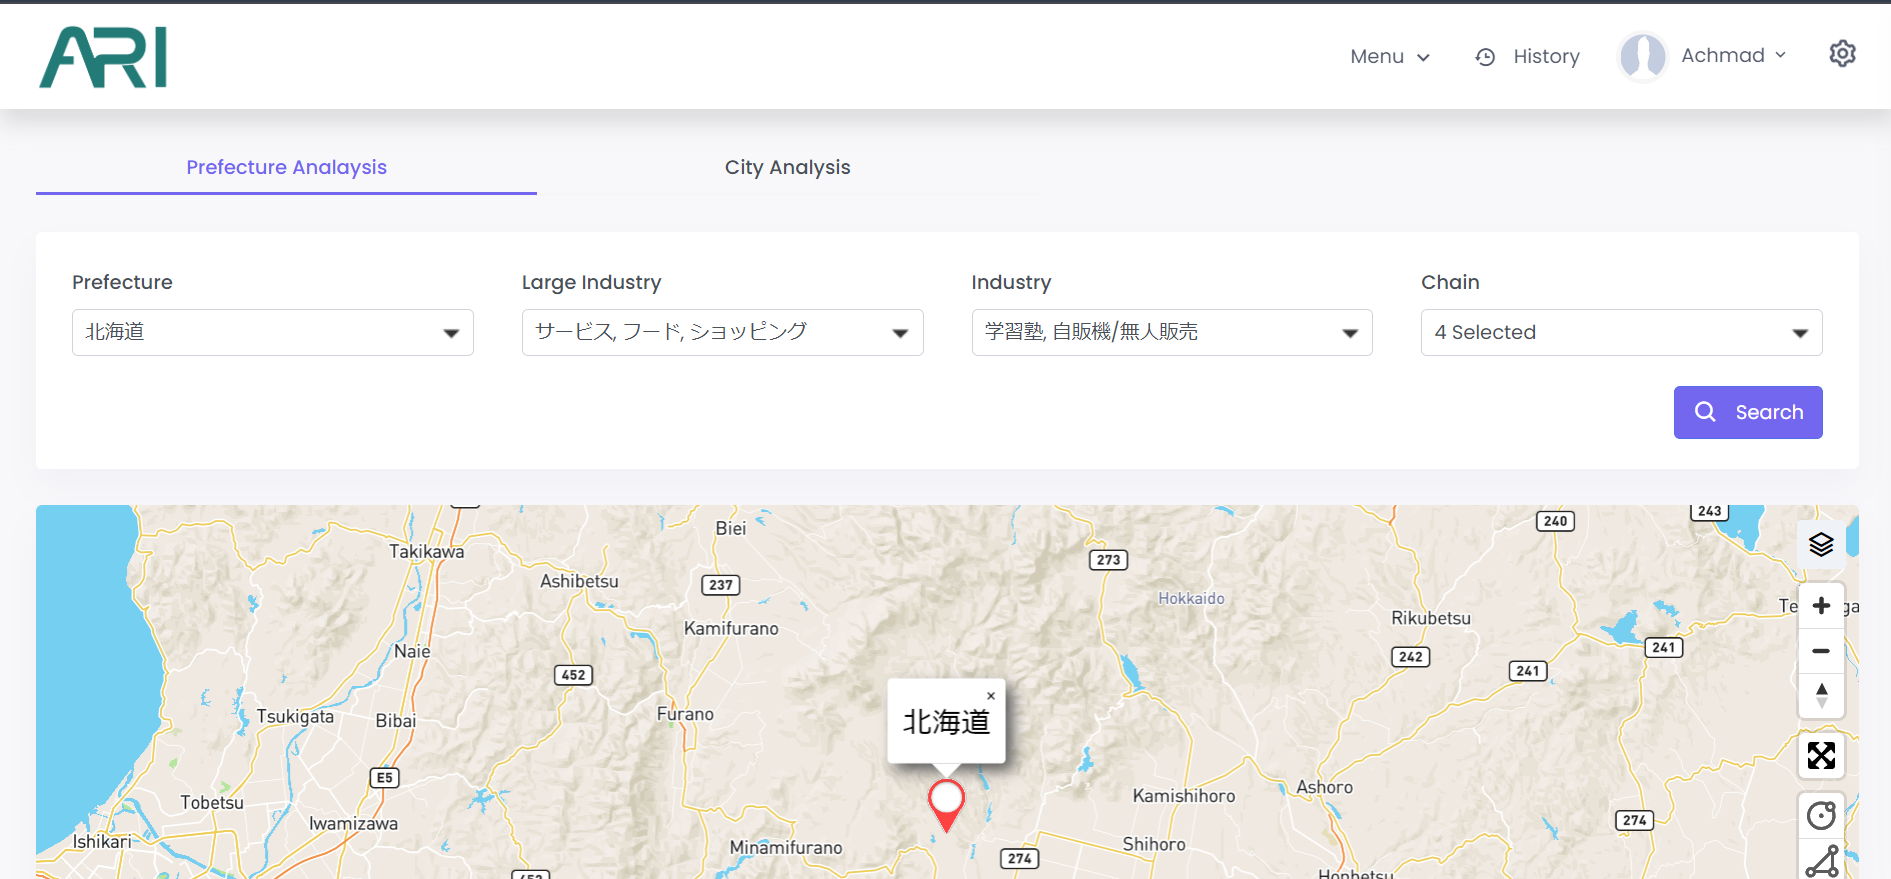 ARI
Menu
History
Achmad
Prefecture Analaysis
City Analysis
Prefecture
Large Industry
Industry
Chain
北海道
サービス, フード, ショッピング
学習塾, 自販機/無人販売
4 Selected
Search
243
240
Biei
Takikawa
273
Ashibetsu
237
Hokkaido
Rikubetsu
Kamifurano
241
Naie
242
241
452
Furano
Tsukigata
Bibai
×
北海道
E5
Ashoro
Kamishihoro
Tobetsu
Iwamizawa
274
Ishikari
Minamifurano
Shihoro
274
452
Honbetsu